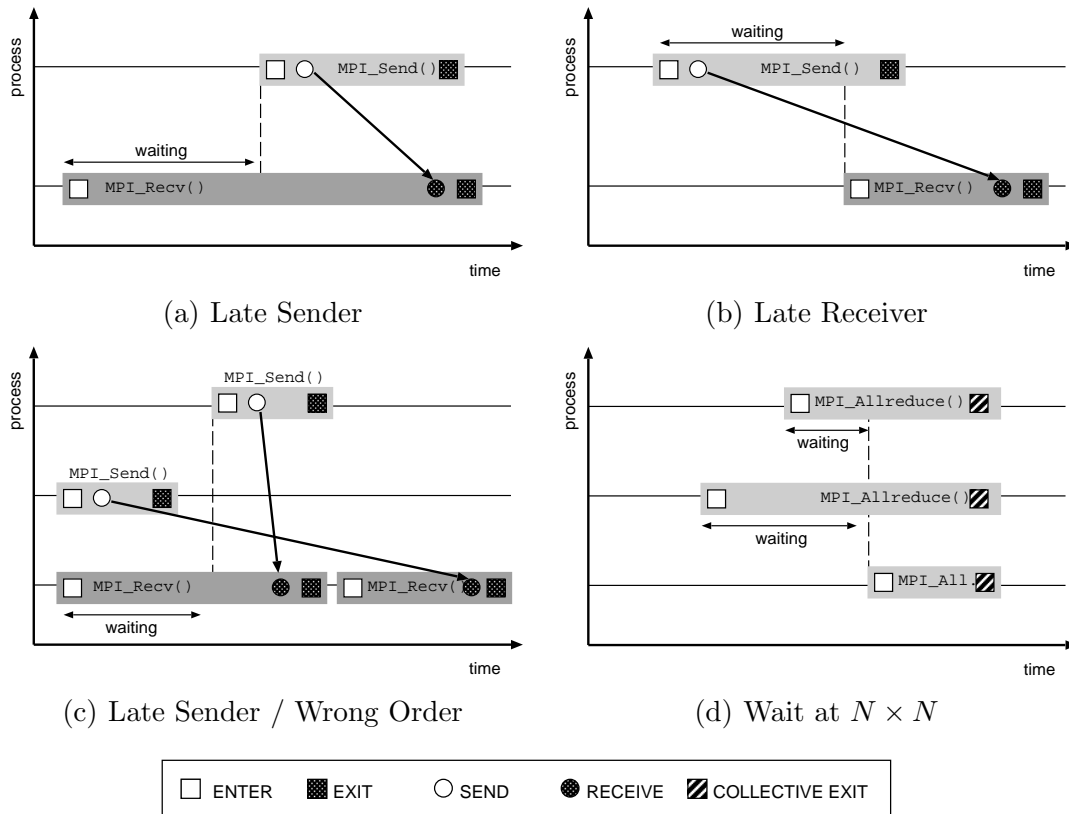 process
waiting
MPI_Send()
waiting
MPI_Recv()
time
(a) Late Sender
process
waiting
MPI_Send()
MPI_Recv()
time
(b) Late Receiver
process
MPI_Send()
MPI_Send()
MPI_Recv()
MPI_Recv()
waiting
time
(c) Late Sender / Wrong Order
process
MPI_Allreduce()
waiting
MPI_Allreduce()
waiting
MPI_All.
time
(d) Wait at N × N
ENTER EXIT SEND RECEIVE COLLECTIVE EXIT